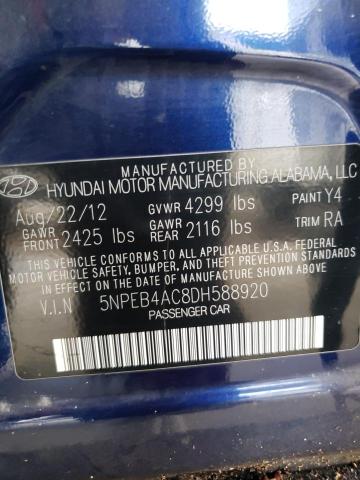 MANUFACTURED BY
HYUNDAI MOTOR MANUFACTURING ALABAMA, LLC
Aug/22/12 GVWR 4299 lbs PAINT Y4
GAWR FRONT 2425 lbs GAWR REAR 2116 lbs TRIM RA
THIS VEHICLE CONFORMS TO ALL APPLICABLE FEDERAL
MOTOR VEHICLE SAFETY, BUMPER, AND THEFT PREVENTION
STANDARDS IN EFFECT ON THE DATE OF MANUFACTURE
SHOWN ABOVE.
V.I.N 5NPEB4AC8DH588920
PASSENGER CAR